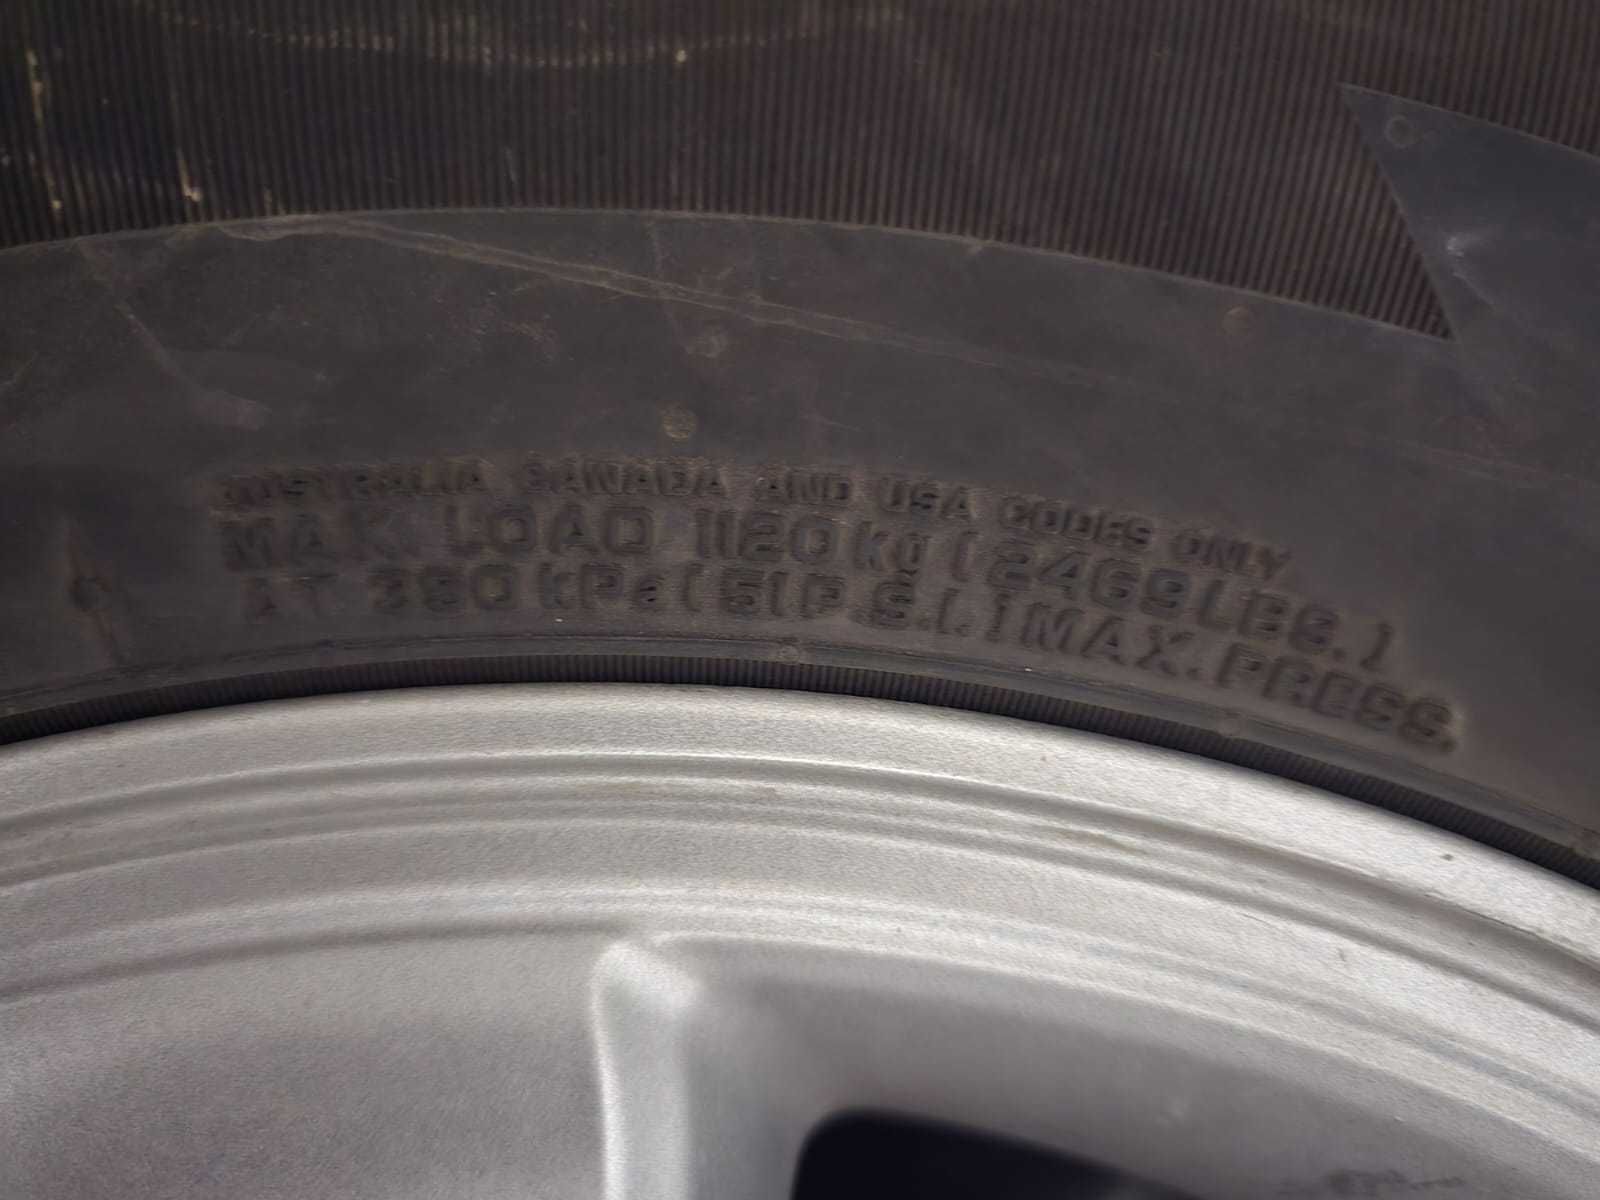 AUSTRALIA CANADA AND USA CODES ONLY
MAX. LOAD 1120 kg (2469 LBS.)
AT 350 kPa (51 P.S.I.) MAX. PRESS.